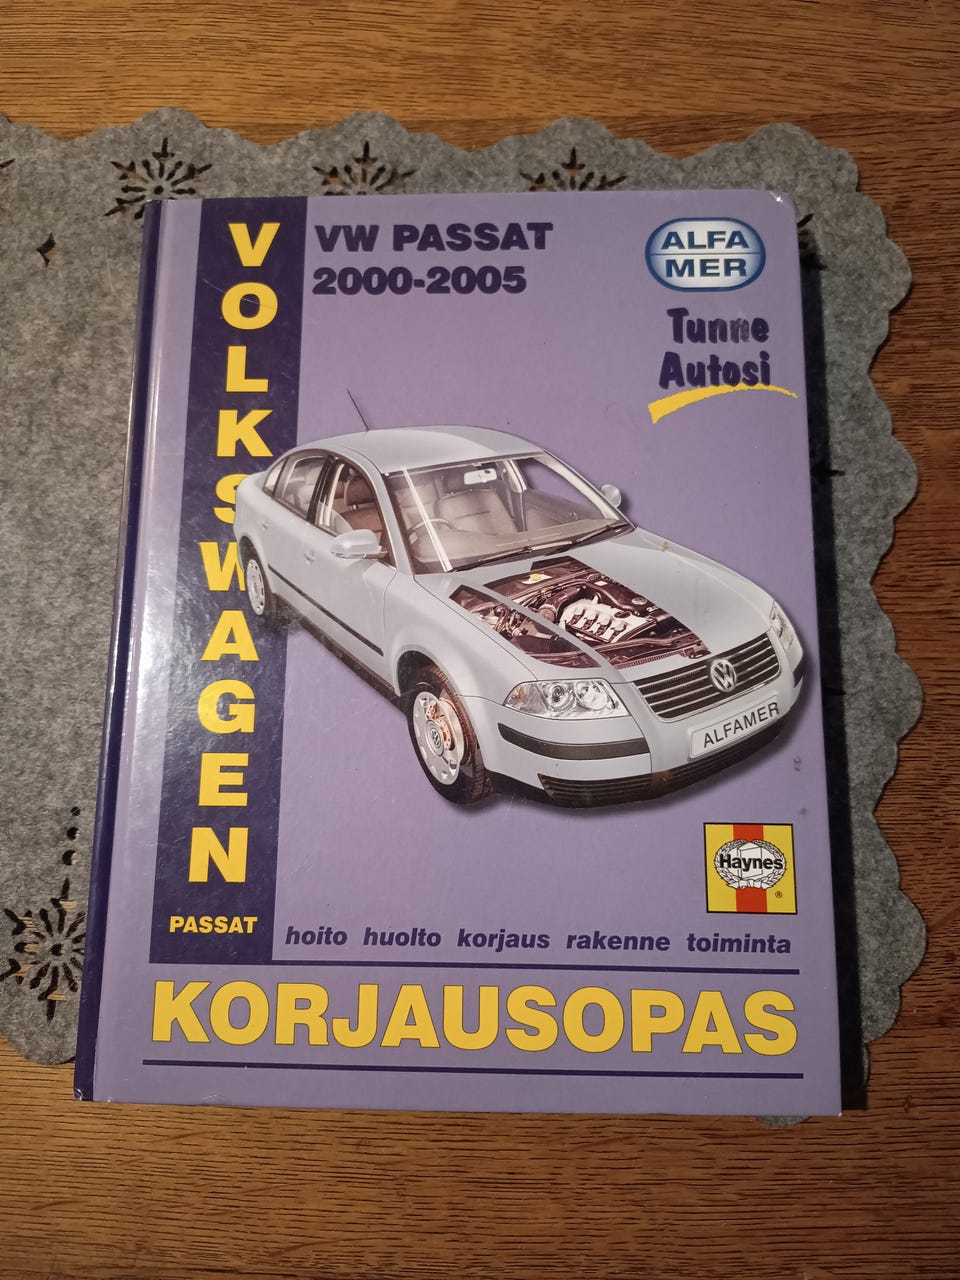 VOLKSWAGEN
PASSAT
VW PASSAT
2000-2005
ALFA
MER
Tunne
Autosi
ALFAMER
Haynes
®
hoito huolto korjaus rakenne toiminta
KORJAUSOPAS